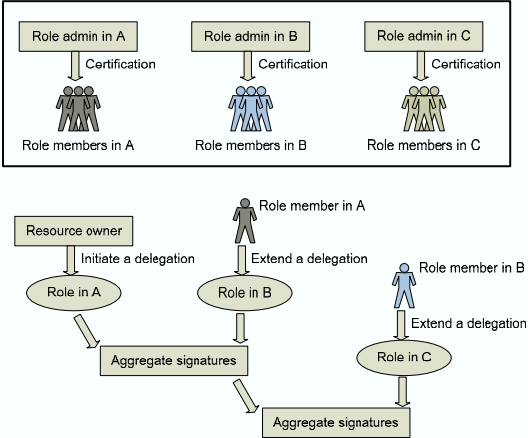 Role admin in A
Role admin in B
Role admin in C
Certification
Certification
Certification
Role members in A
Role members in B
Role members in C
Role member in A
Resource owner
Initiate a delegation
Extend a delegation
Role member in B
Role in A
Role in B
Extend a delegation
Aggregate signatures
Role in C
Aggregate signatures